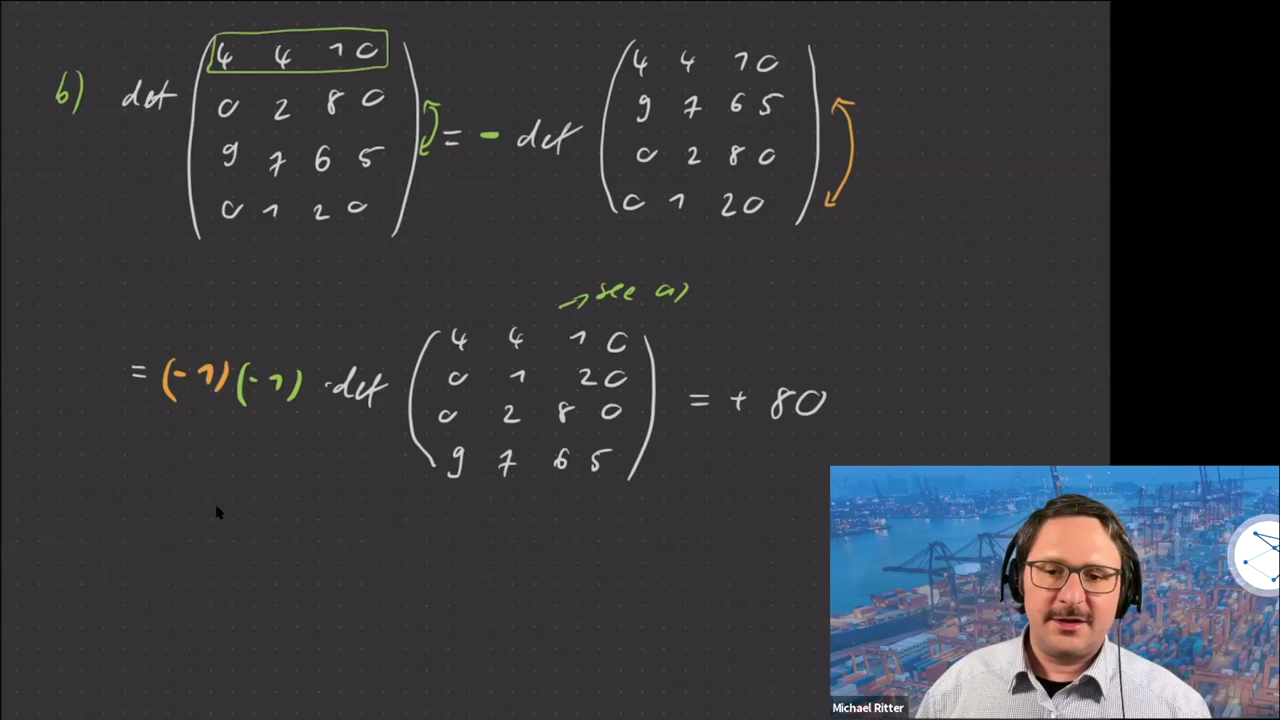 b) det ( 4 4 1 0
0 2 8 0
9 7 6 5
0 1 2 0 )
= - det ( 4 4 1 0
9 7 6 5
0 2 8 0
0 1 2 0 )
→ see a)
= (-1) (-1) · det ( 4 4 1 0
0 1 2 0
0 2 8 0
9 7 6 5 )
= + 80
Michael Ritter